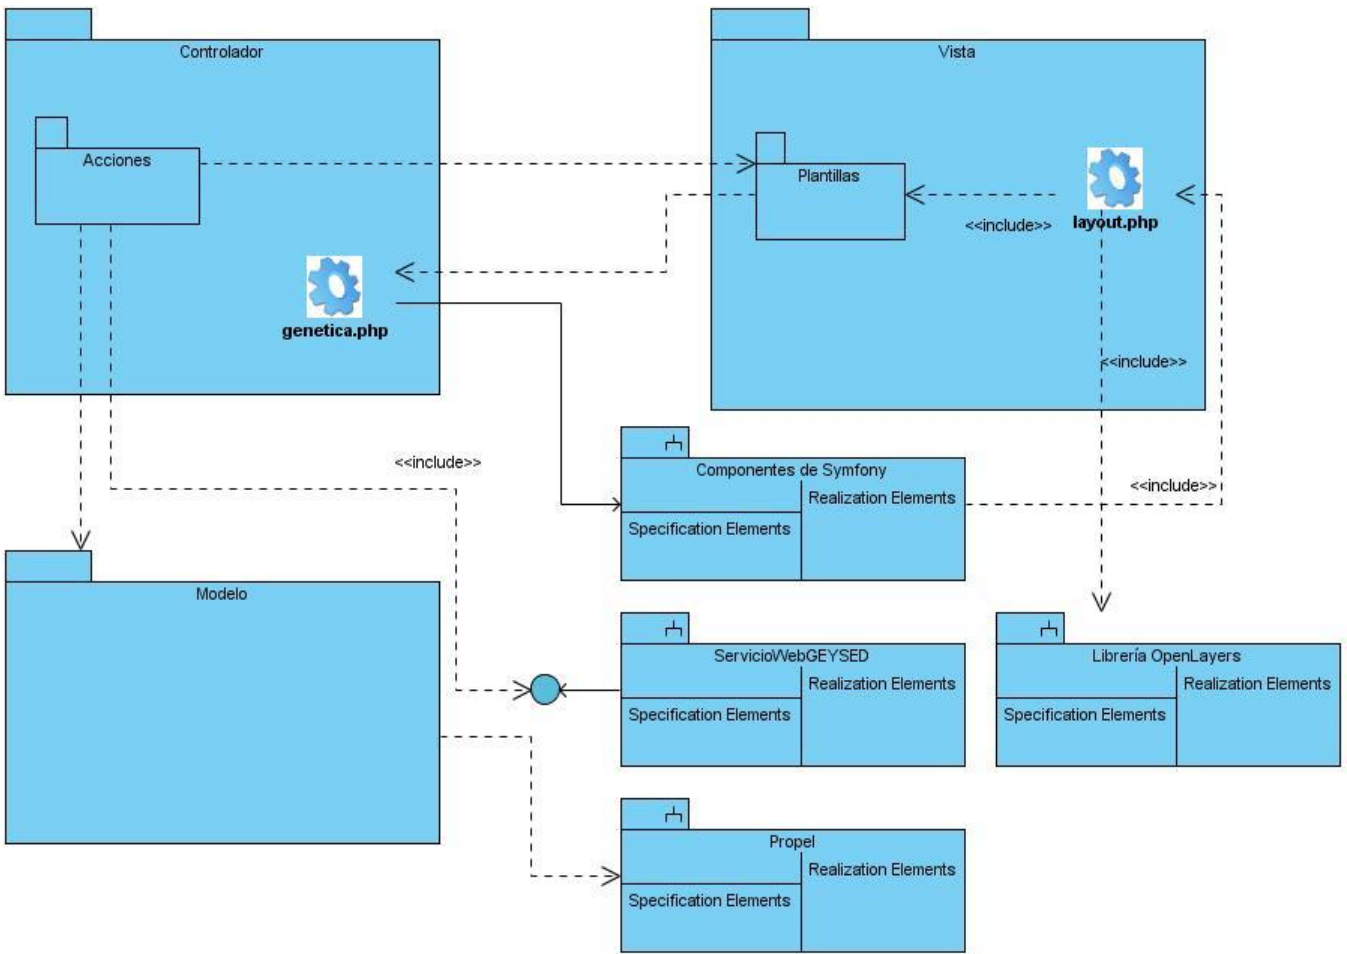 Controlador
Vista
Acciones
Plantillas
<<include>>
layout.php
genetica.php
<<include>>
<<include>>
Componentes de Symfony
Realization Elements
<<include>>
Specification Elements
Modelo
ServicioWebGEYSED
Realization Elements
Specification Elements
Librería OpenLayers
Realization Elements
Specification Elements
Propel
Realization Elements
Specification Elements